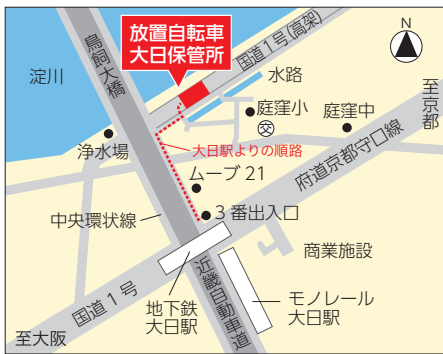 放置自転車
大日保管所
N
国道1号(高架)
鳥飼大橋
淀川
水路
至京都
庭窪小
庭窪中
交
浄水場
大日駅よりの順路
ムーブ21
府道京都守口線
3番出入口
中央環状線
商業施設
国道1号
地下鉄
大日駅
近畿自動車道
モノレール
大日駅
至大阪